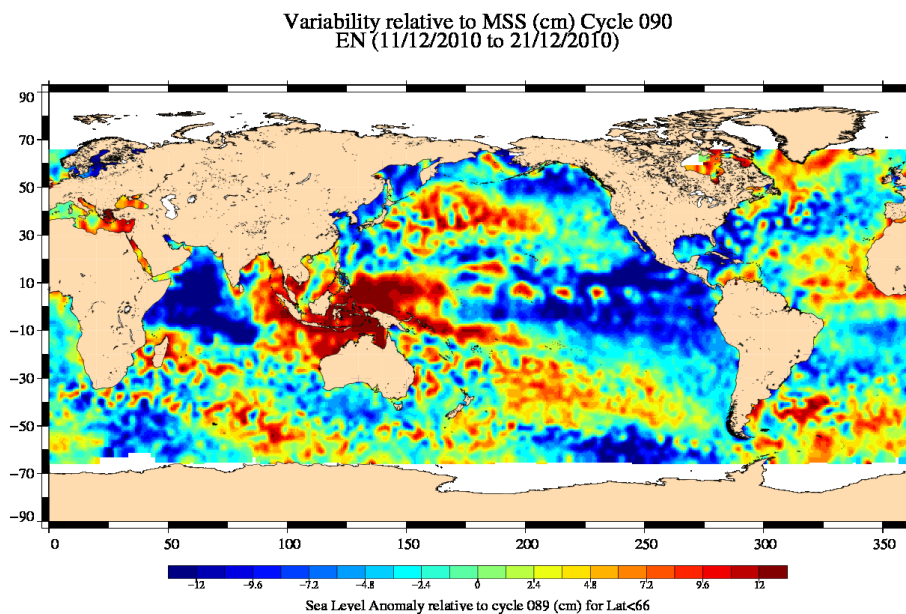 Variability relative to MSS (cm) Cycle 090
EN (11/12/2010 to 21/12/2010)
90
70
50
30
10
−10
−30
−50
−70
−90
0 50 100 150 200 250 300 350
−12 −9.6 −7.2 −4.8 −2.4 0 2.4 4.8 7.2 9.6 12
Sea Level Anomaly relative to cycle 089 (cm) for Lat<66